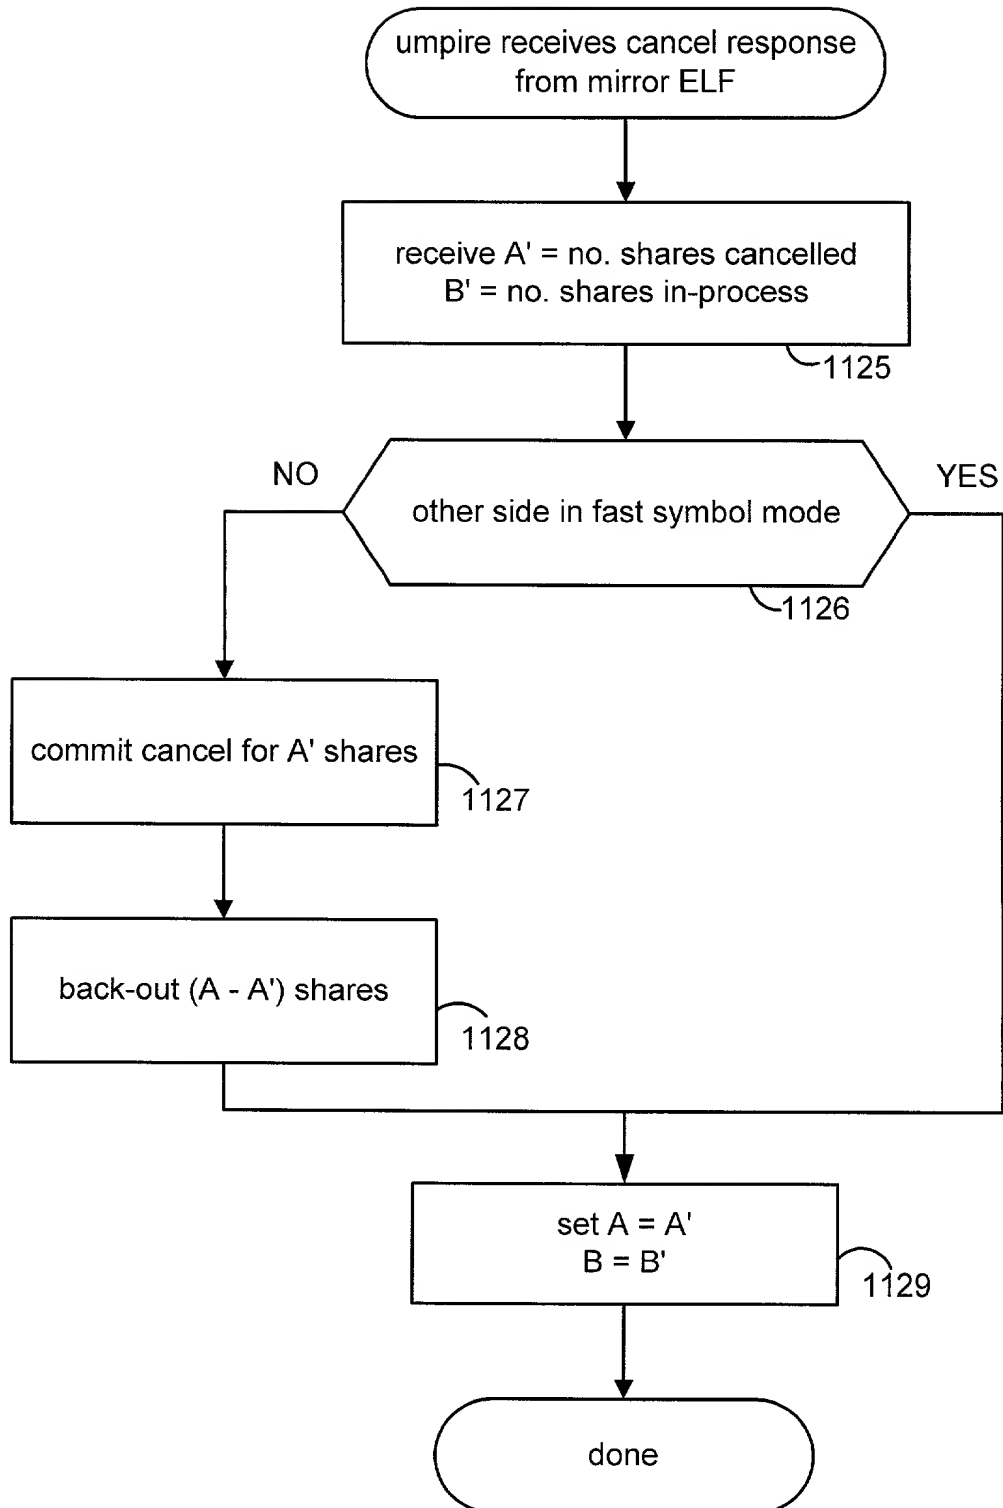 umpire receives cancel response
from mirror ELF
receive A' = no. shares cancelled
B' = no. shares in-process
1125
NO
YES
other side in fast symbol mode
1126
commit cancel for A' shares
1127
back-out (A - A') shares
1128
set A = A'
B = B'
1129
done